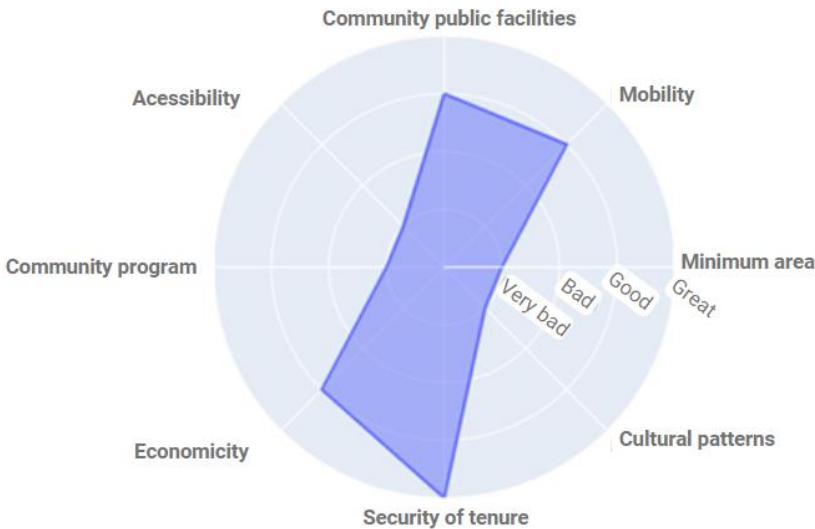 Community public facilities
Acessibility
Mobility
Community program
Minimum area
Very bad
Bad
Good
Great
Economicity
Cultural patterns
Security of tenure